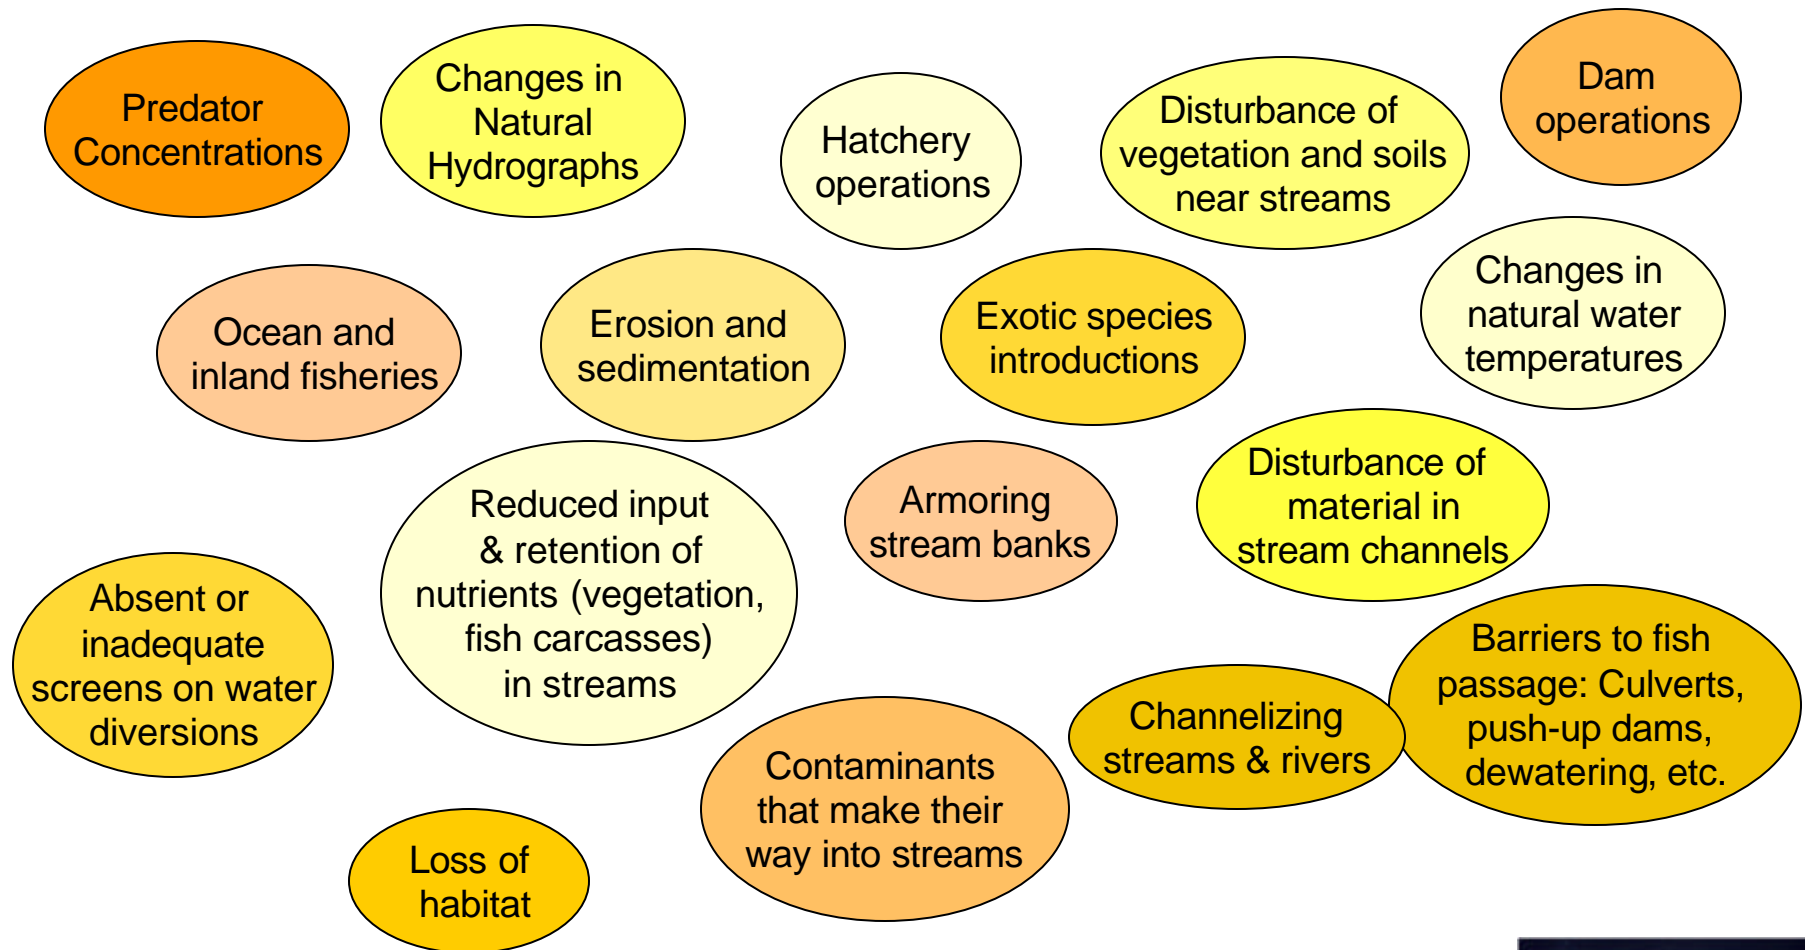 Predator
Concentrations
Changes in
Natural
Hydrographs
Hatchery
operations
Disturbance of
vegetation and soils
near streams
Dam
operations
Ocean and
inland fisheries
Erosion and
sedimentation
Exotic species
introductions
Changes in
natural water
temperatures
Reduced input
& retention of
nutrients (vegetation,
fish carcasses)
in streams
Armoring
stream banks
Disturbance of
material in
stream channels
Absent or
inadequate
screens on water
diversions
Barriers to fish
passage: Culverts,
push-up dams,
dewatering, etc.
Channelizing
streams & rivers
Contaminants
that make their
way into streams
Loss of
habitat